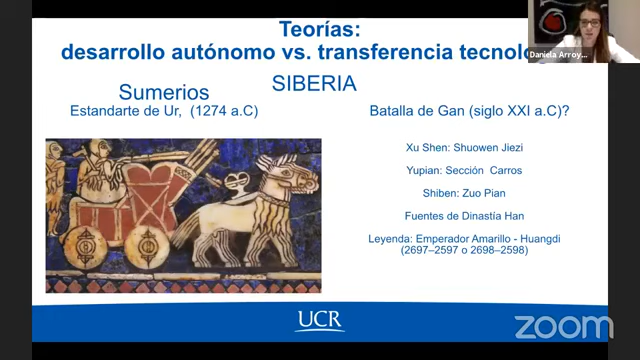 Teorías:
desarrollo autónomo vs. transferencia
Daniela Arroy...
SIBERIA
Sumerios
Estandarte de Ur, (1274 a.C)
Batalla de Gan (siglo XXI a.C)?
Xu Shen: Shuowen Jiezi
Yupian: Sección Carros
Shiben: Zuo Pian
Fuentes de Dinastía Han
Leyenda: Emperador Amarillo - Huangdi
(2697–2597 o 2698–2598)
UCR
zoom